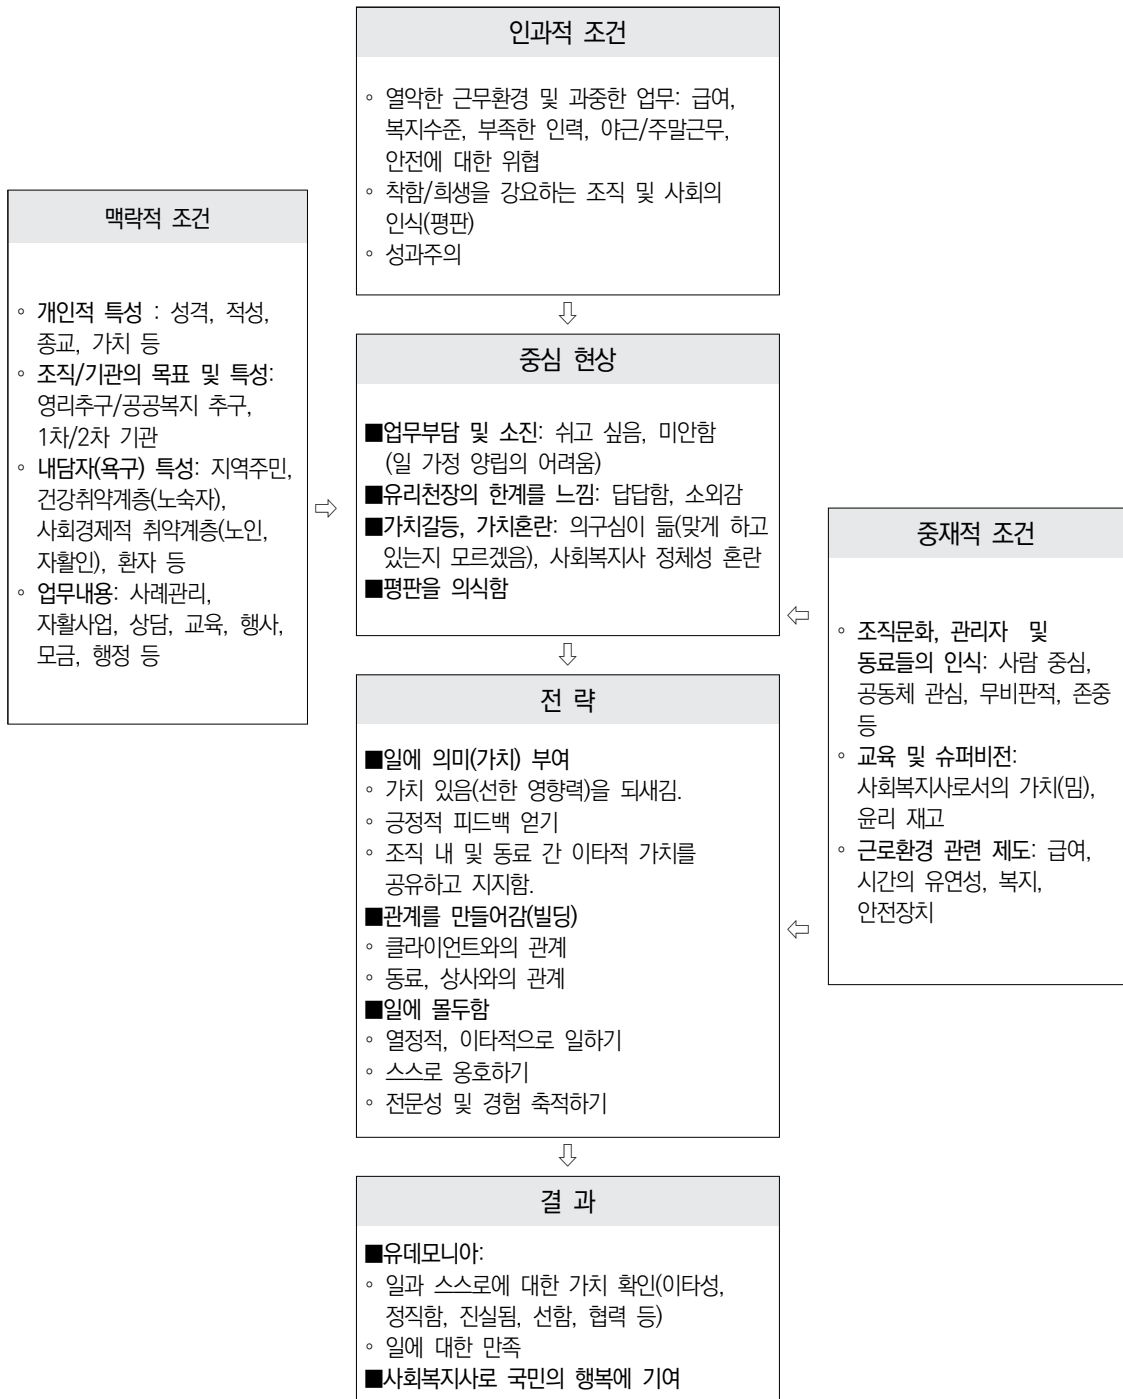 인과적 조건
◦ 열악한 근무환경 및 과중한 업무: 급여,
복지수준, 부족한 인력, 야근/주말근무,
안전에 대한 위협
◦ 착함/희생을 강요하는 조직 및 사회의
인식(평판)
◦ 성과주의
맥락적 조건
◦ 개인적 특성 : 성격, 적성,
종교, 가치 등
◦ 조직/기관의 목표 및 특성:
영리추구/공공복지 추구,
1차/2차 기관
◦ 내담자(욕구) 특성: 지역주민,
건강취약계층(노숙자),
사회경제적 취약계층(노인,
자활인), 환자 등
◦ 업무내용: 사례관리,
자활사업, 상담, 교육, 행사,
모금, 행정 등
중심 현상
■업무부담 및 소진: 쉬고 싶음, 미안함
(일 가정 양립의 어려움)
■유리천장의 한계를 느낌: 답답함, 소외감
■가치갈등, 가치혼란: 의구심이 듦(맞게 하고
있는지 모르겠음), 사회복지사 정체성 혼란
■평판을 의식함
중재적 조건
◦ 조직문화, 관리자 및
동료들의 인식: 사람 중심,
공동체 관심, 무비판적, 존중
등
◦ 교육 및 슈퍼비전:
사회복지사로서의 가치(밈),
윤리 재고
◦ 근로환경 관련 제도: 급여,
시간의 유연성, 복지,
안전장치
전 략
■일에 의미(가치) 부여
◦ 가치 있음(선한 영향력)을 되새김.
◦ 긍정적 피드백 얻기
◦ 조직 내 및 동료 간 이타적 가치를
공유하고 지지함.
■관계를 만들어감(빌딩)
◦ 클라이언트와의 관계
◦ 동료, 상사와의 관계
■일에 몰두함
◦ 열정적, 이타적으로 일하기
◦ 스스로 옹호하기
◦ 전문성 및 경험 축적하기
결 과
■유데모니아:
◦ 일과 스스로에 대한 가치 확인(이타성,
정직함, 진실됨, 선함, 협력 등)
◦ 일에 대한 만족
■사회복지사로 국민의 행복에 기여